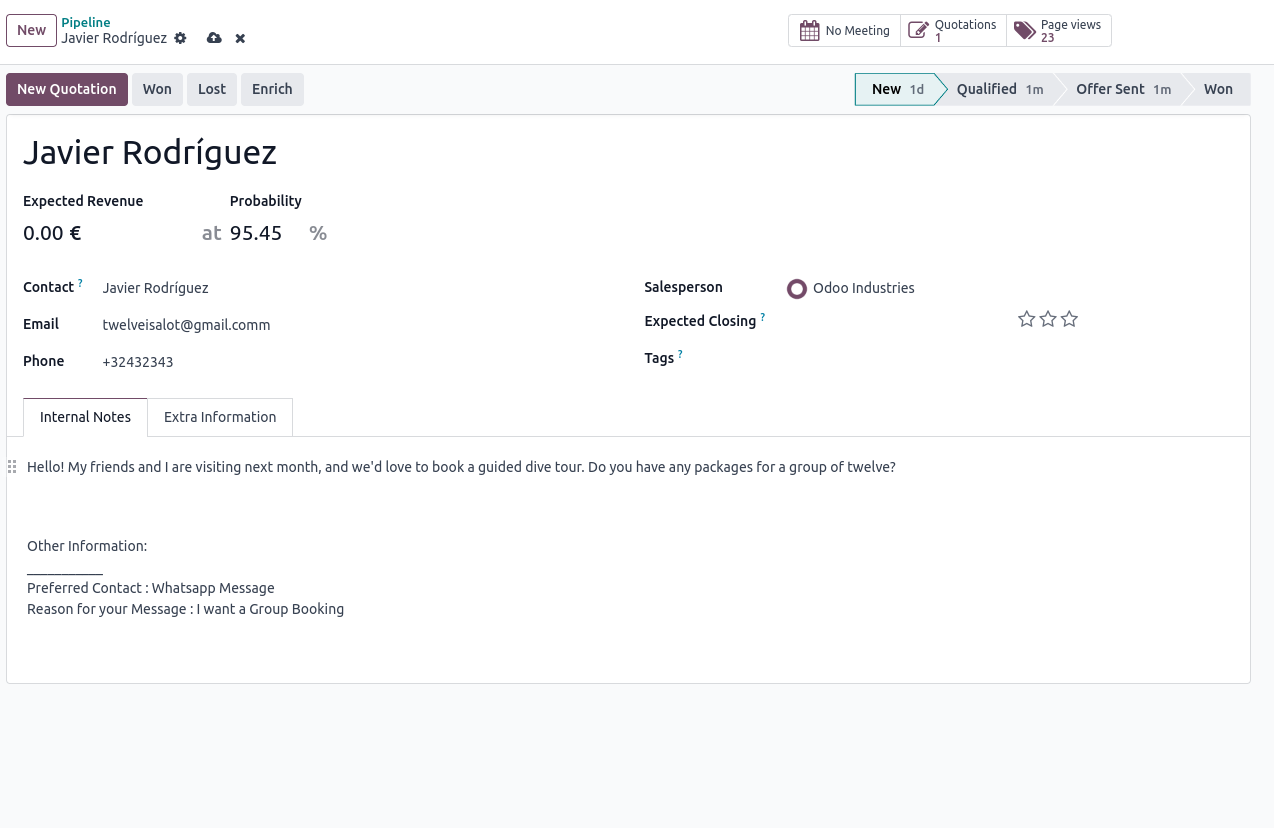 New
Pipeline
Javier Rodríguez
No Meeting
Quotations
1
Page views
23
New Quotation
Won
Lost
Enrich
New 1d
Qualified 1m
Offer Sent 1m
Won
Javier Rodríguez
Expected Revenue
Probability
0.00 €
at 95.45 %
Contact ?
Javier Rodríguez
Email
twelveisalot@gmail.comm
Phone
+32432343
Salesperson
Odoo Industries
Expected Closing ?
Tags ?
Internal Notes
Extra Information
Hello! My friends and I are visiting next month, and we'd love to book a guided dive tour. Do you have any packages for a group of twelve?
Other Information:
___________
Preferred Contact : Whatsapp Message
Reason for your Message : I want a Group Booking